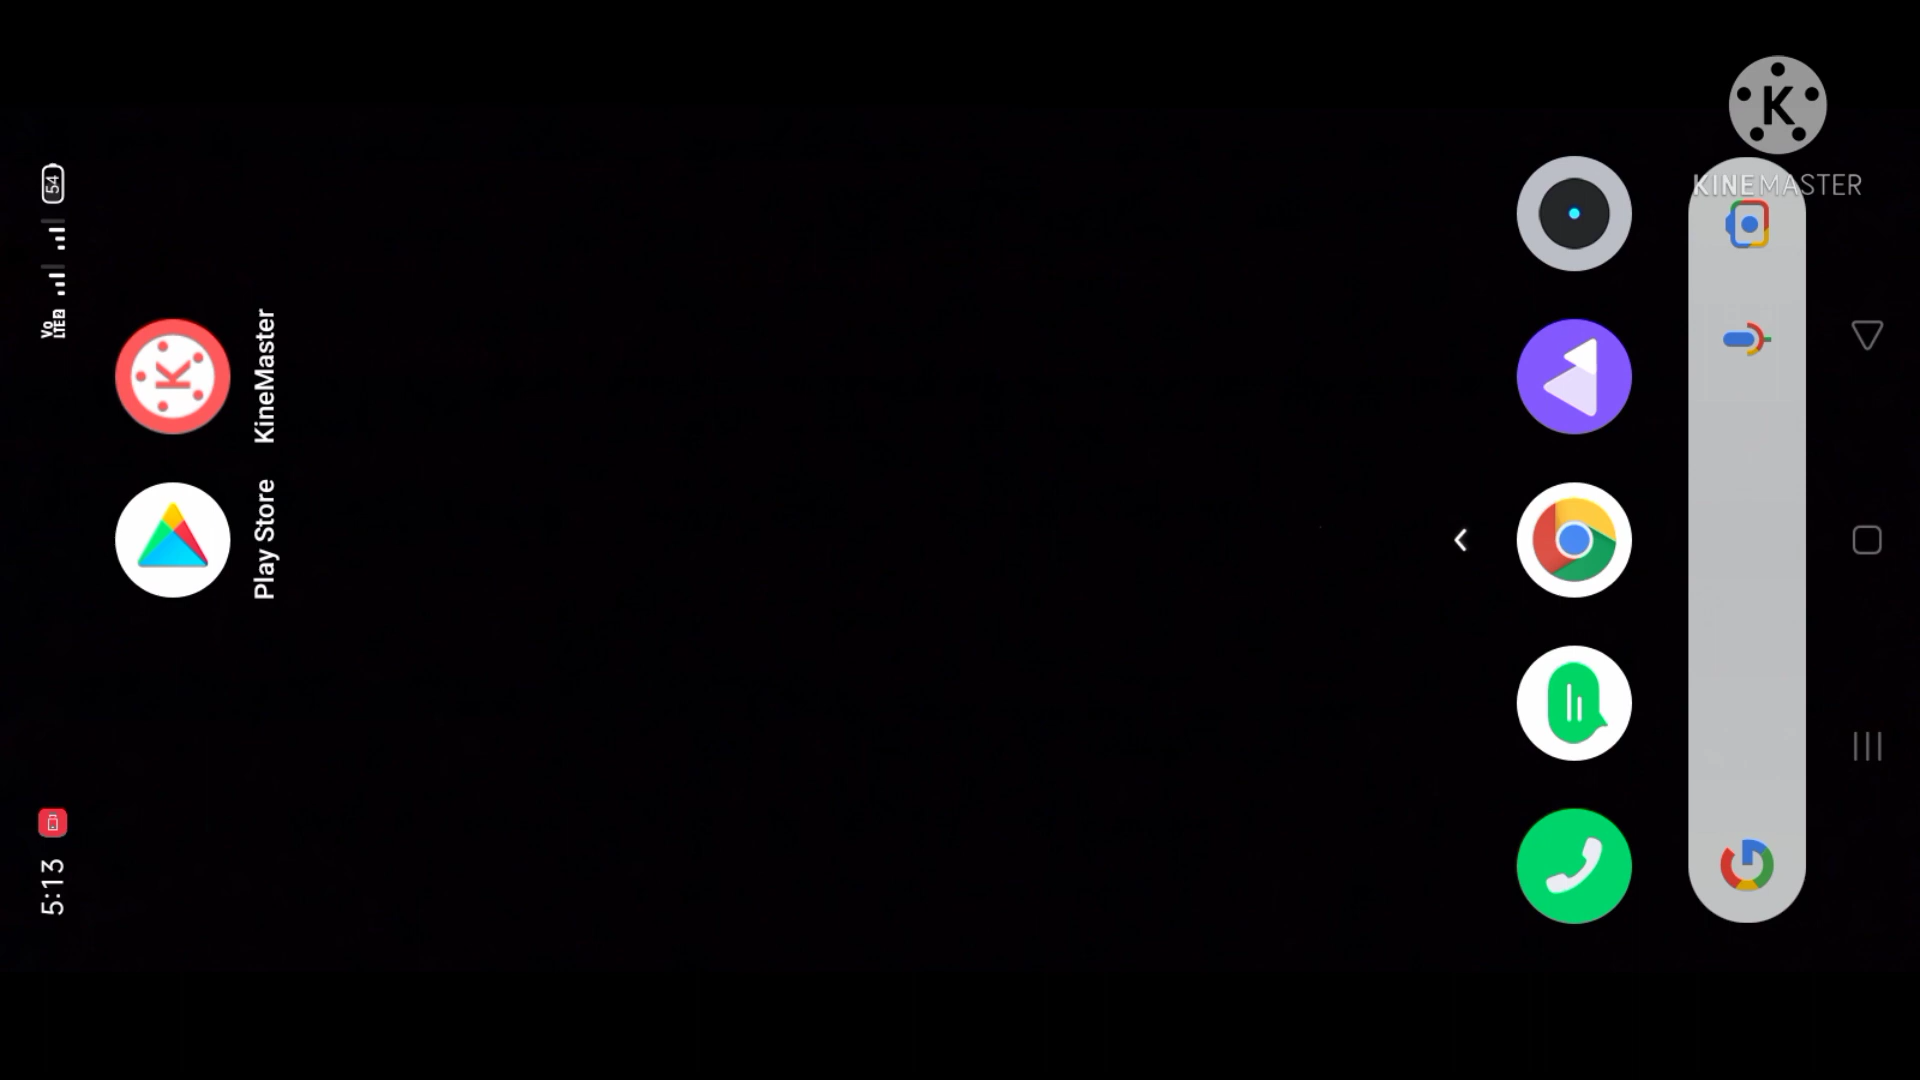 5:13
Vo
LTE2
54
Play Store
KineMaster
K
KINEMASTER